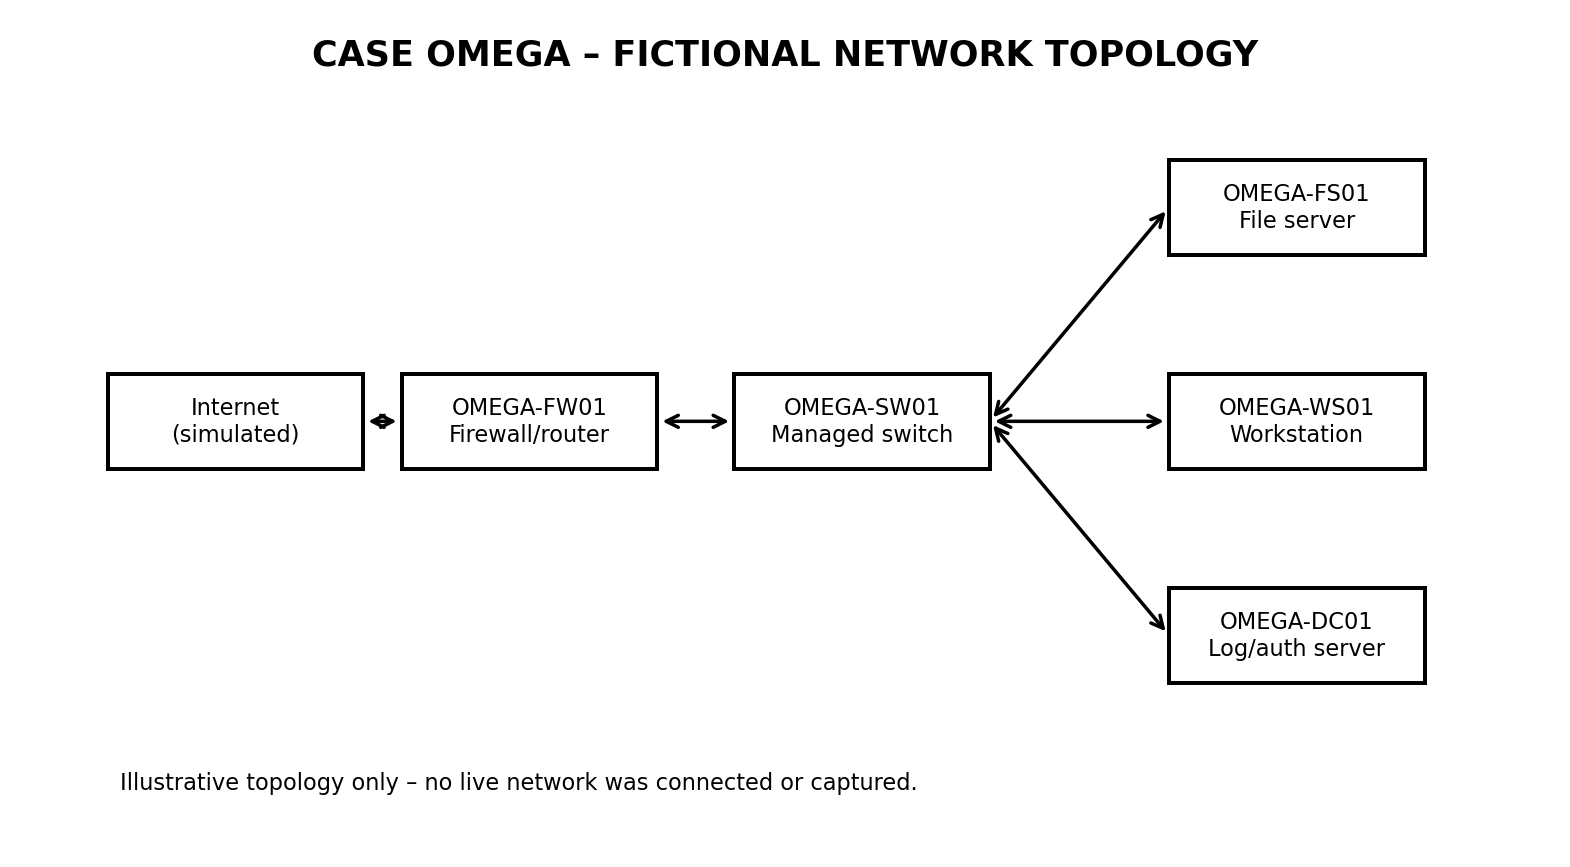 CASE OMEGA – FICTIONAL NETWORK TOPOLOGY
OMEGA-FS01
File server
Internet
(simulated)
OMEGA-FW01
Firewall/router
OMEGA-SW01
Managed switch
OMEGA-WS01
Workstation
OMEGA-DC01
Log/auth server
Illustrative topology only – no live network was connected or captured.